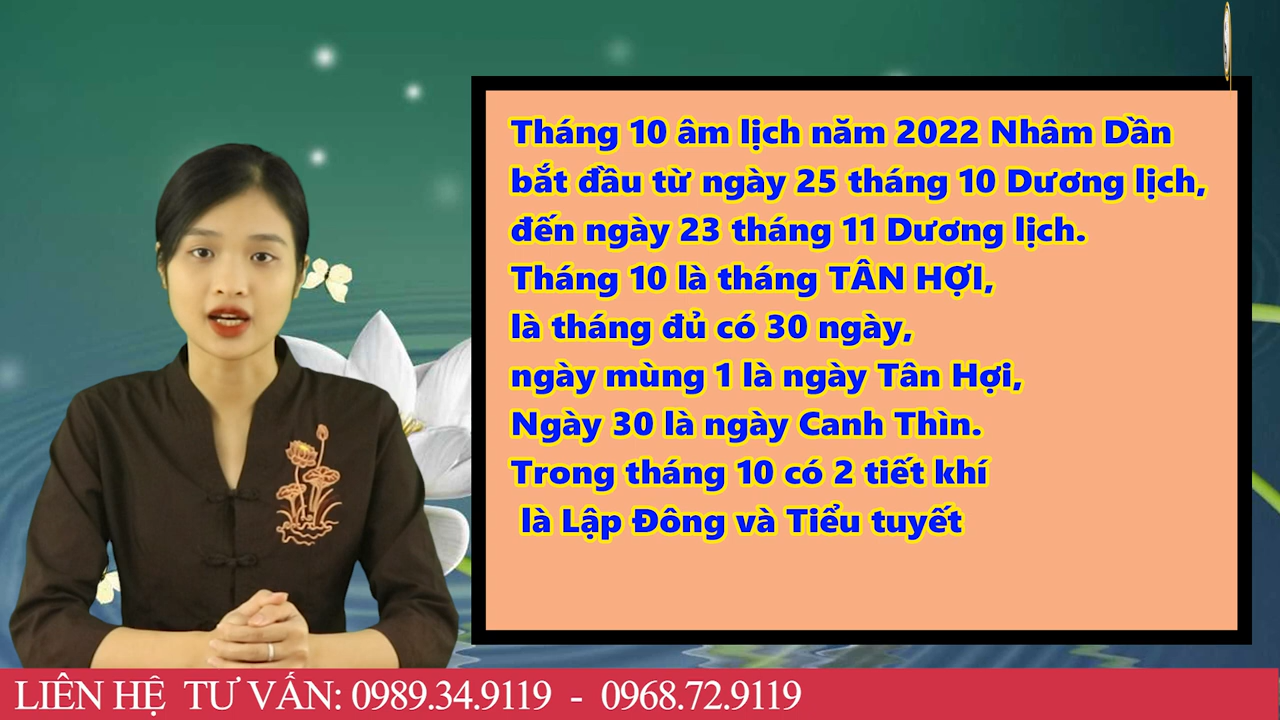 Tháng 10 âm lịch năm 2022 Nhâm Dần
bắt đầu từ ngày 25 tháng 10 Dương lịch,
đến ngày 23 tháng 11 Dương lịch.
Tháng 10 là tháng TÂN HỢI,
là tháng đủ có 30 ngày,
ngày mùng 1 là ngày Tân Hợi,
Ngày 30 là ngày Canh Thìn.
Trong tháng 10 có 2 tiết khí
là Lập Đông và Tiểu tuyết
LIÊN HỆ TƯ VẤN: 0989.34.9119 - 0968.72.9119